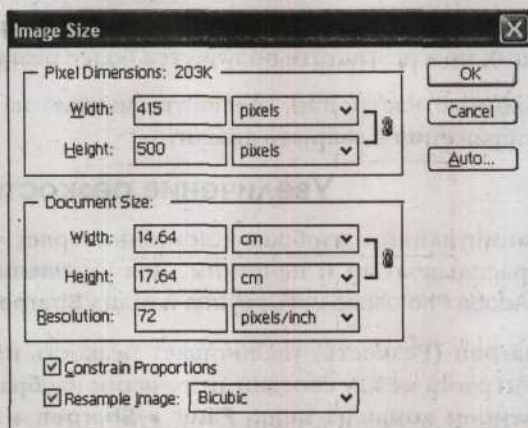 Image Size
Pixel Dimensions: 203K
OK
Width: 415 pixels
Cancel
Height: 500 pixels
Auto...
Document Size:
Width: 14,64 cm
Height: 17,64 cm
Resolution: 72 pixels/inch
Constrain Proportions
Resample Image: Bicubic